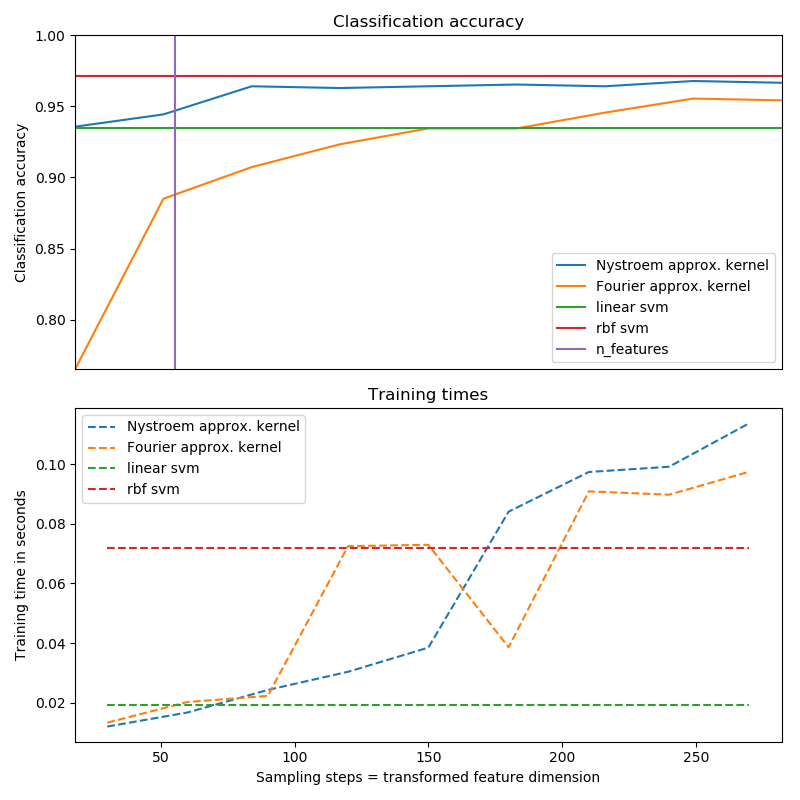 Classification accuracy
Classification accuracy
1.00
0.95
0.90
0.85
0.80
Nystroem approx. kernel
Fourier approx. kernel
linear svm
rbf svm
n_features
Training times
Training time in seconds
0.10
0.08
0.06
0.04
0.02
Nystroem approx. kernel
Fourier approx. kernel
linear svm
rbf svm
50 100 150 200 250
Sampling steps = transformed feature dimension